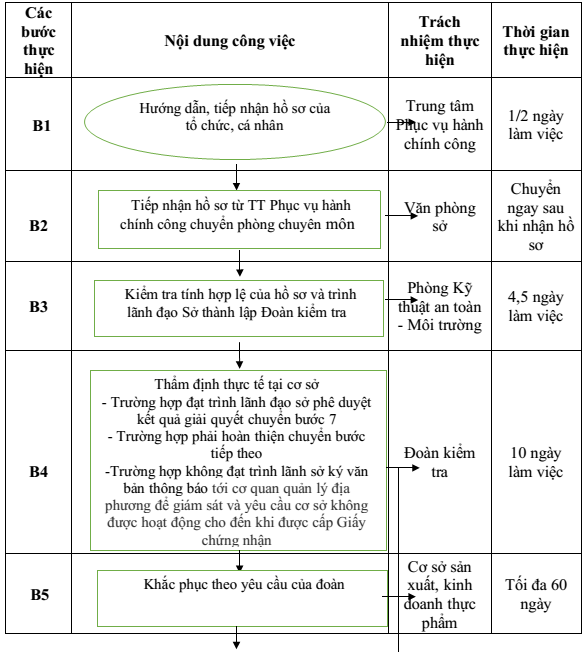 Các
bước
thực
hiện
Nội dung công việc
Trách
nhiệm thực
hiện
Thời gian
thực hiện
B1
Hướng dẫn, tiếp nhận hồ sơ của
tổ chức, cá nhân
Trung tâm
Phục vụ hành
chính công
1/2 ngày
làm việc
B2
Tiếp nhận hồ sơ từ TT Phục vụ hành
chính công chuyển phòng chuyên môn
Văn phòng
sở
Chuyển
ngay sau
khi nhận hồ
sơ
B3
Kiểm tra tính hợp lệ của hồ sơ và trình
lãnh đạo Sở thành lập Đoàn kiểm tra
Phòng Kỹ
thuật an toàn
- Môi trường
4,5 ngày
làm việc
B4
Thẩm định thực tế tại cơ sở
- Trường hợp đạt trình lãnh đạo sở phê duyệt
kết quả giải quyết chuyển bước 7
- Trường hợp phải hoàn thiện chuyển bước
tiếp theo
-Trường hợp không đạt trình lãnh sở ký văn
bản thông báo tới cơ quan quản lý địa
phương để giám sát và yêu cầu cơ sở không
được hoạt động cho đến khi được cấp Giấy
chứng nhận
Đoàn kiểm
tra
10 ngày
làm việc
B5
Khắc phục theo yêu cầu của đoàn
Cơ sở sản
xuất, kinh
doanh thực
phẩm
Tối đa 60
ngày